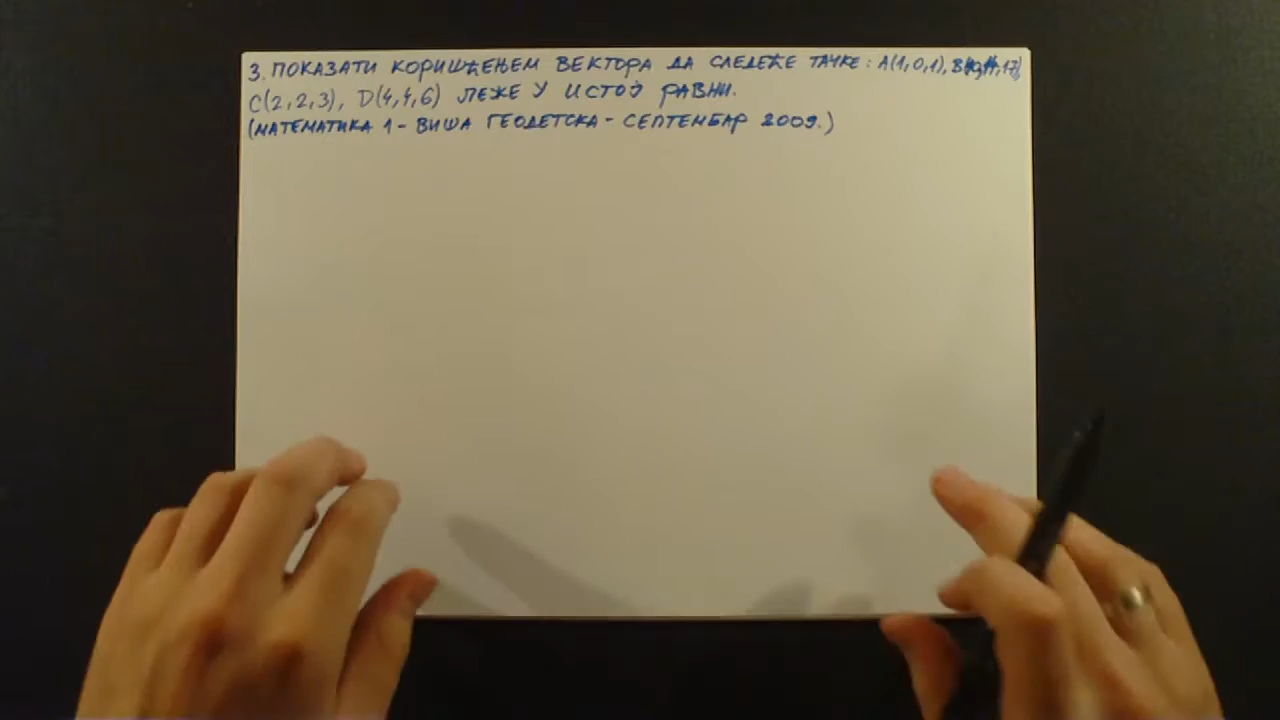 3. ПОКАЗАТИ КОРИШЋЕЊЕМ ВЕКТОРА ДА СЛЕДЕЋЕ ТАЧКЕ: A(1,0,1),
C(2,2,3), D(4,4,6) ЛЕЖЕ У ИСТОЈ РАВНИ.
(МАТЕМАТИКА 1 - ВИША ГЕОДЕТСКА - СЕПТЕМБАР 2009.)